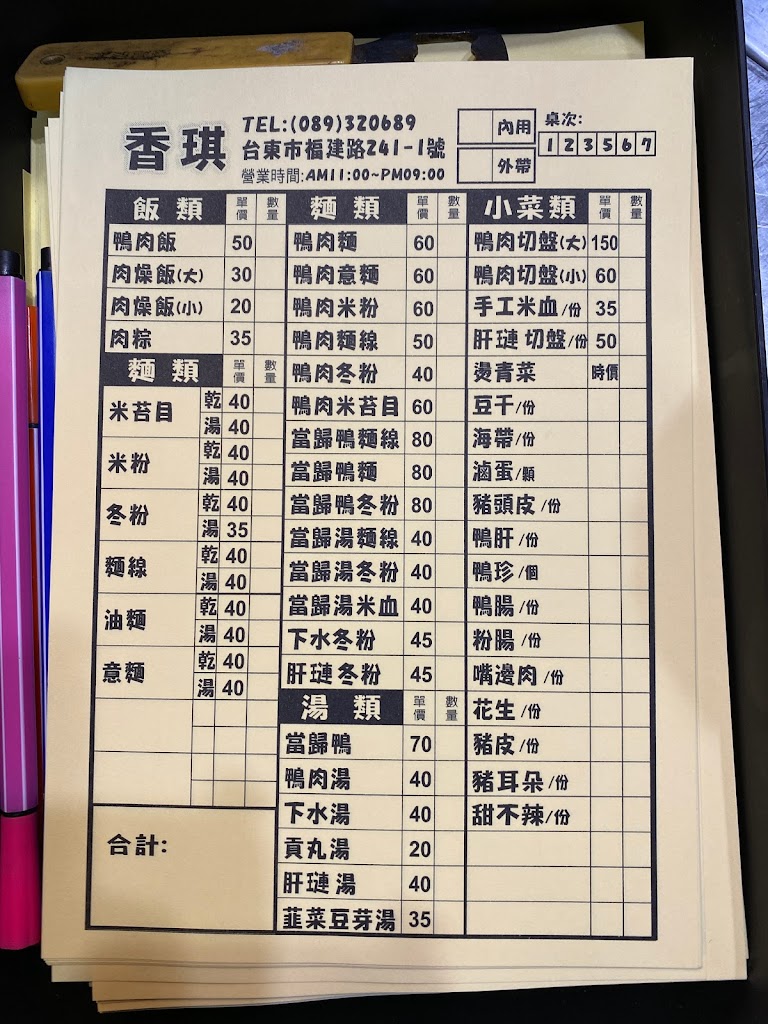 香琪
TEL:(089)320689
台東市福建路241-1號
營業時間:AM11:00~PM09:00
內用
外帶
桌次:
1 2 3 5 6 7
飯類 單價 數量
鴨肉飯 50
肉燥飯(大) 30
肉燥飯(小) 20
肉粽 35
麵類 單價 數量
米苔目 乾 40
湯 40
米粉 乾 40
湯 40
冬粉 乾 40
湯 35
麵線 乾 40
湯 40
油麵 乾 40
湯 40
意麵 乾 40
湯 40
合計:
麵類 單價 數量
鴨肉麵 60
鴨肉意麵 60
鴨肉米粉 60
鴨肉麵線 50
鴨肉冬粉 40
鴨肉米苔目 60
當歸鴨麵線 80
當歸鴨麵 80
當歸鴨冬粉 80
當歸湯麵線 40
當歸湯冬粉 40
當歸湯米血 40
下水冬粉 45
肝璉冬粉 45
湯類 單價 數量
當歸鴨 70
鴨肉湯 40
下水湯 40
貢丸湯 20
肝璉湯 40
韮菜豆芽湯 35
小菜類 單價 數量
鴨肉切盤(大) 150
鴨肉切盤(小) 60
手工米血/份 35
肝璉 切盤/份 50
燙青菜 時價
豆干/份
海帶/份
滷蛋/顆
豬頭皮/份
鴨肝/份
鴨珍/個
鴨腸/份
粉腸/份
嘴邊肉/份
花生/份
豬皮/份
豬耳朵/份
甜不辣/份